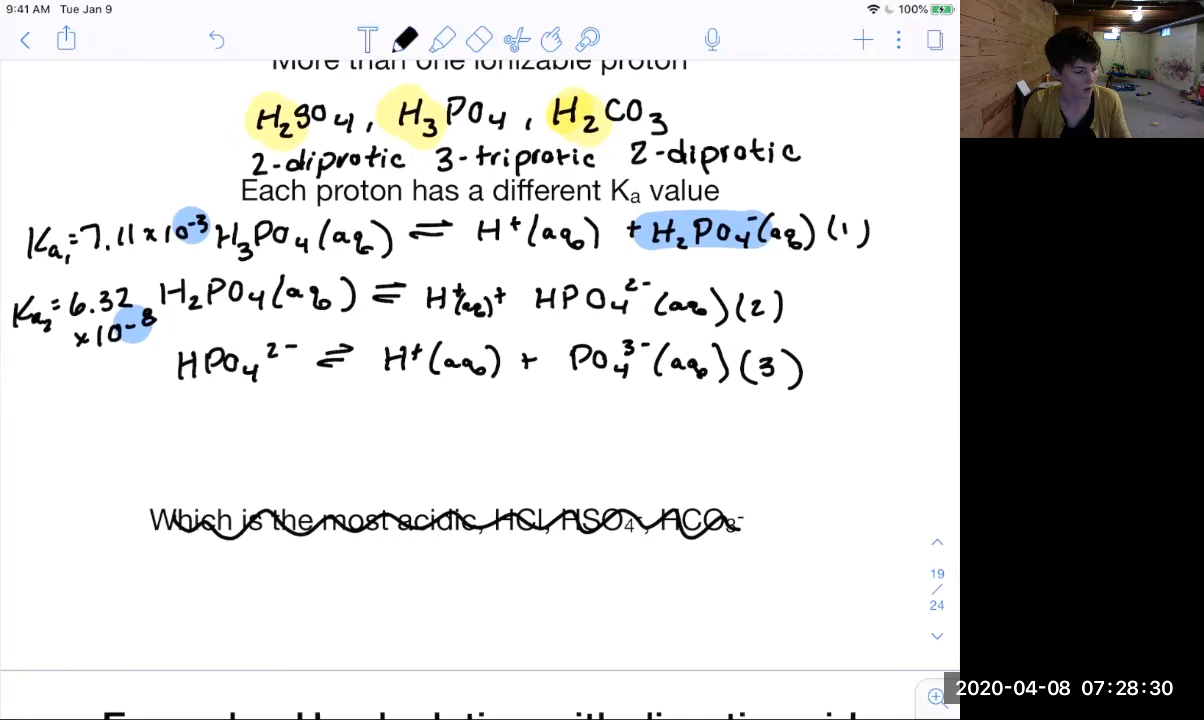 9:41 AM Tue Jan 9
100%
More than one ionizable proton
H₂SO₄, H₃PO₄, H₂CO₃
2-diprotic 3-triprotic 2-diprotic
Each proton has a different Kₐ value
Ka₁=7.11×10⁻³ H₃PO₄(aq) ⇌ H⁺(aq) + H₂PO₄⁻(aq) (1)
Ka₂=6.32 H₂PO₄(aq) ⇌ H⁺(aq)+ HPO₄²⁻(aq) (2)
×10⁻⁸
HPO₄²⁻ ⇌ H⁺(aq) + PO₄³⁻(aq) (3)
Which is the most acidic, HCl, HSO₄⁻, HCO₃⁻
19
/
24
2020-04-08 07:28:30